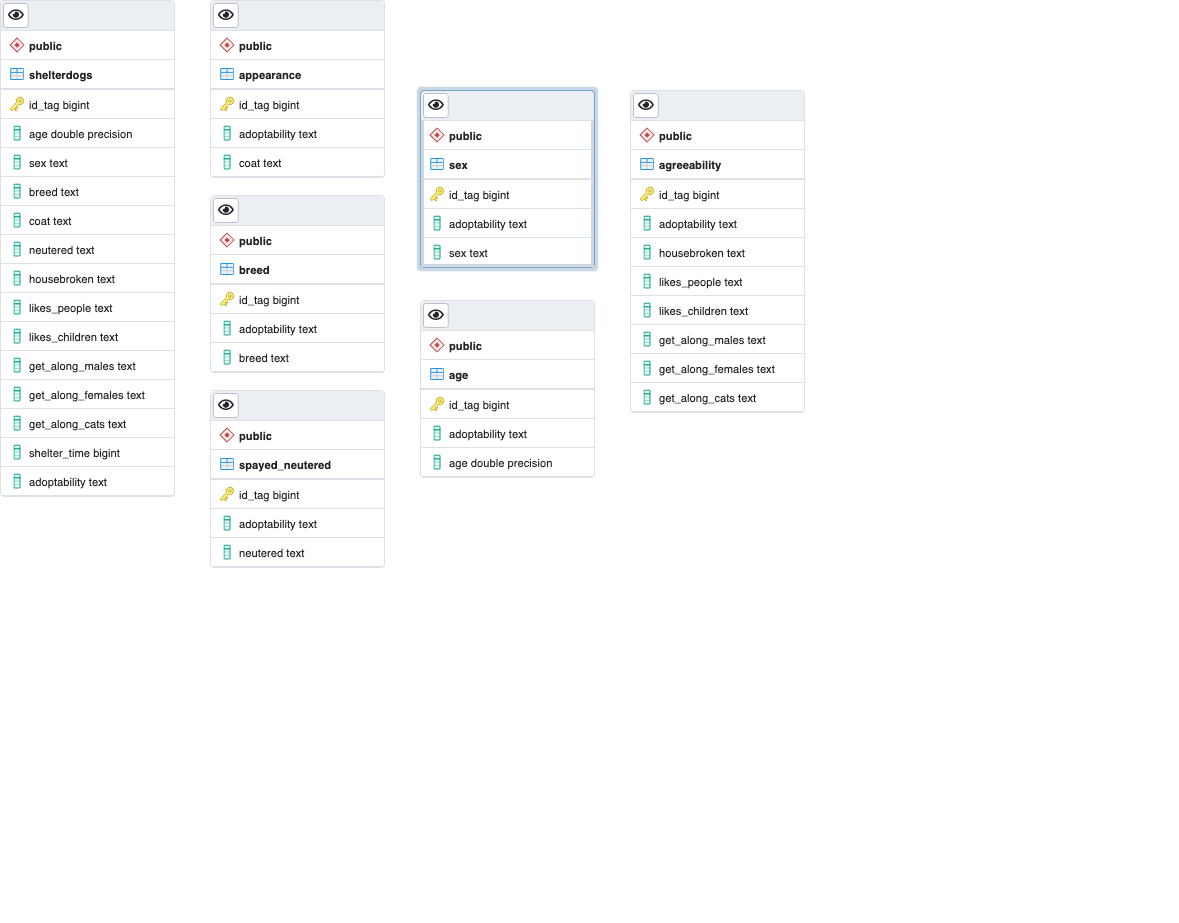 public
shelterdogs
id_tag bigint
age double precision
sex text
breed text
coat text
neutered text
housebroken text
likes_people text
likes_children text
get_along_males text
get_along_females text
get_along_cats text
shelter_time bigint
adoptability text
public
appearance
id_tag bigint
adoptability text
coat text
public
breed
id_tag bigint
adoptability text
breed text
public
spayed_neutered
id_tag bigint
adoptability text
neutered text
public
sex
id_tag bigint
adoptability text
sex text
public
age
id_tag bigint
adoptability text
age double precision
public
agreeability
id_tag bigint
adoptability text
housebroken text
likes_people text
likes_children text
get_along_males text
get_along_females text
get_along_cats text